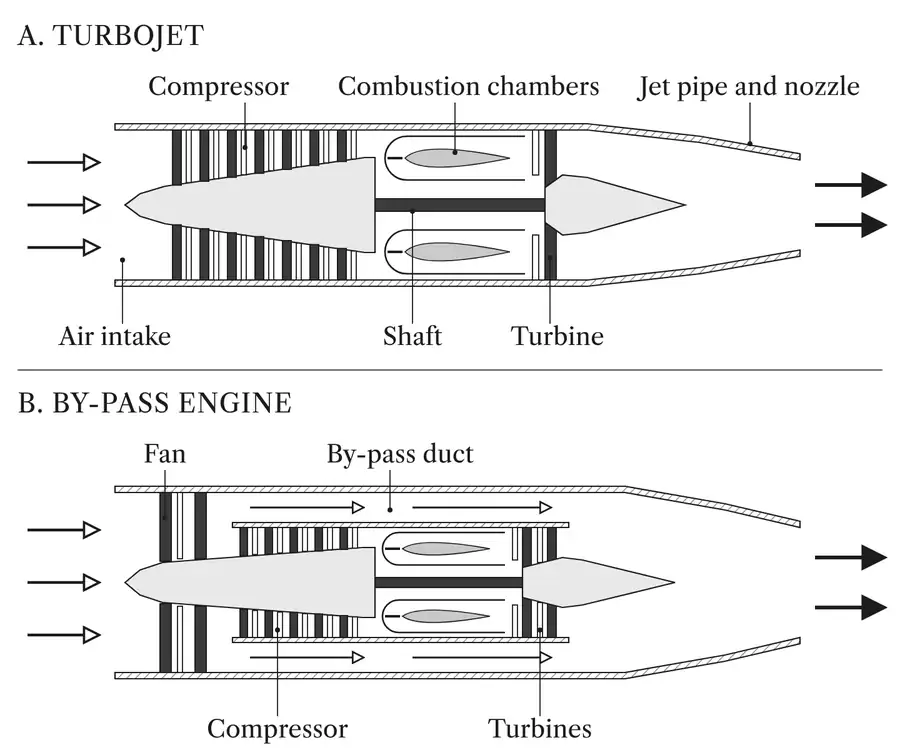 A. TURBOJET
Compressor
Combustion chambers
Jet pipe and nozzle
Air intake
Shaft
Turbine
B. BY-PASS ENGINE
Fan
By-pass duct
Compressor
Turbines